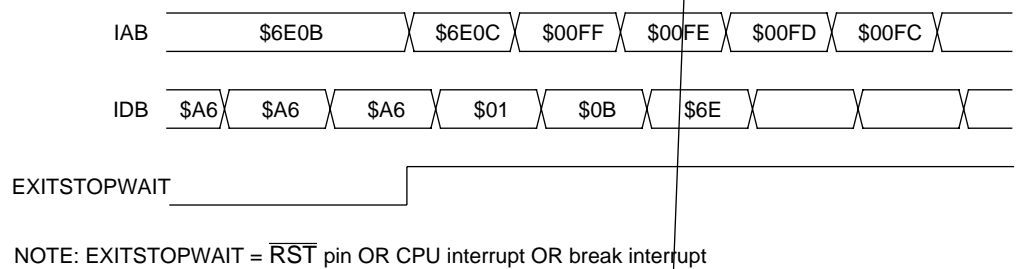 IAB $6E0B $6E0C $00FF $00FE $00FD $00FC
IDB $A6 $A6 $A6 $01 $0B $6E
EXITSTOPWAIT
NOTE: EXITSTOPWAIT = RST pin OR CPU interrupt OR break interrupt